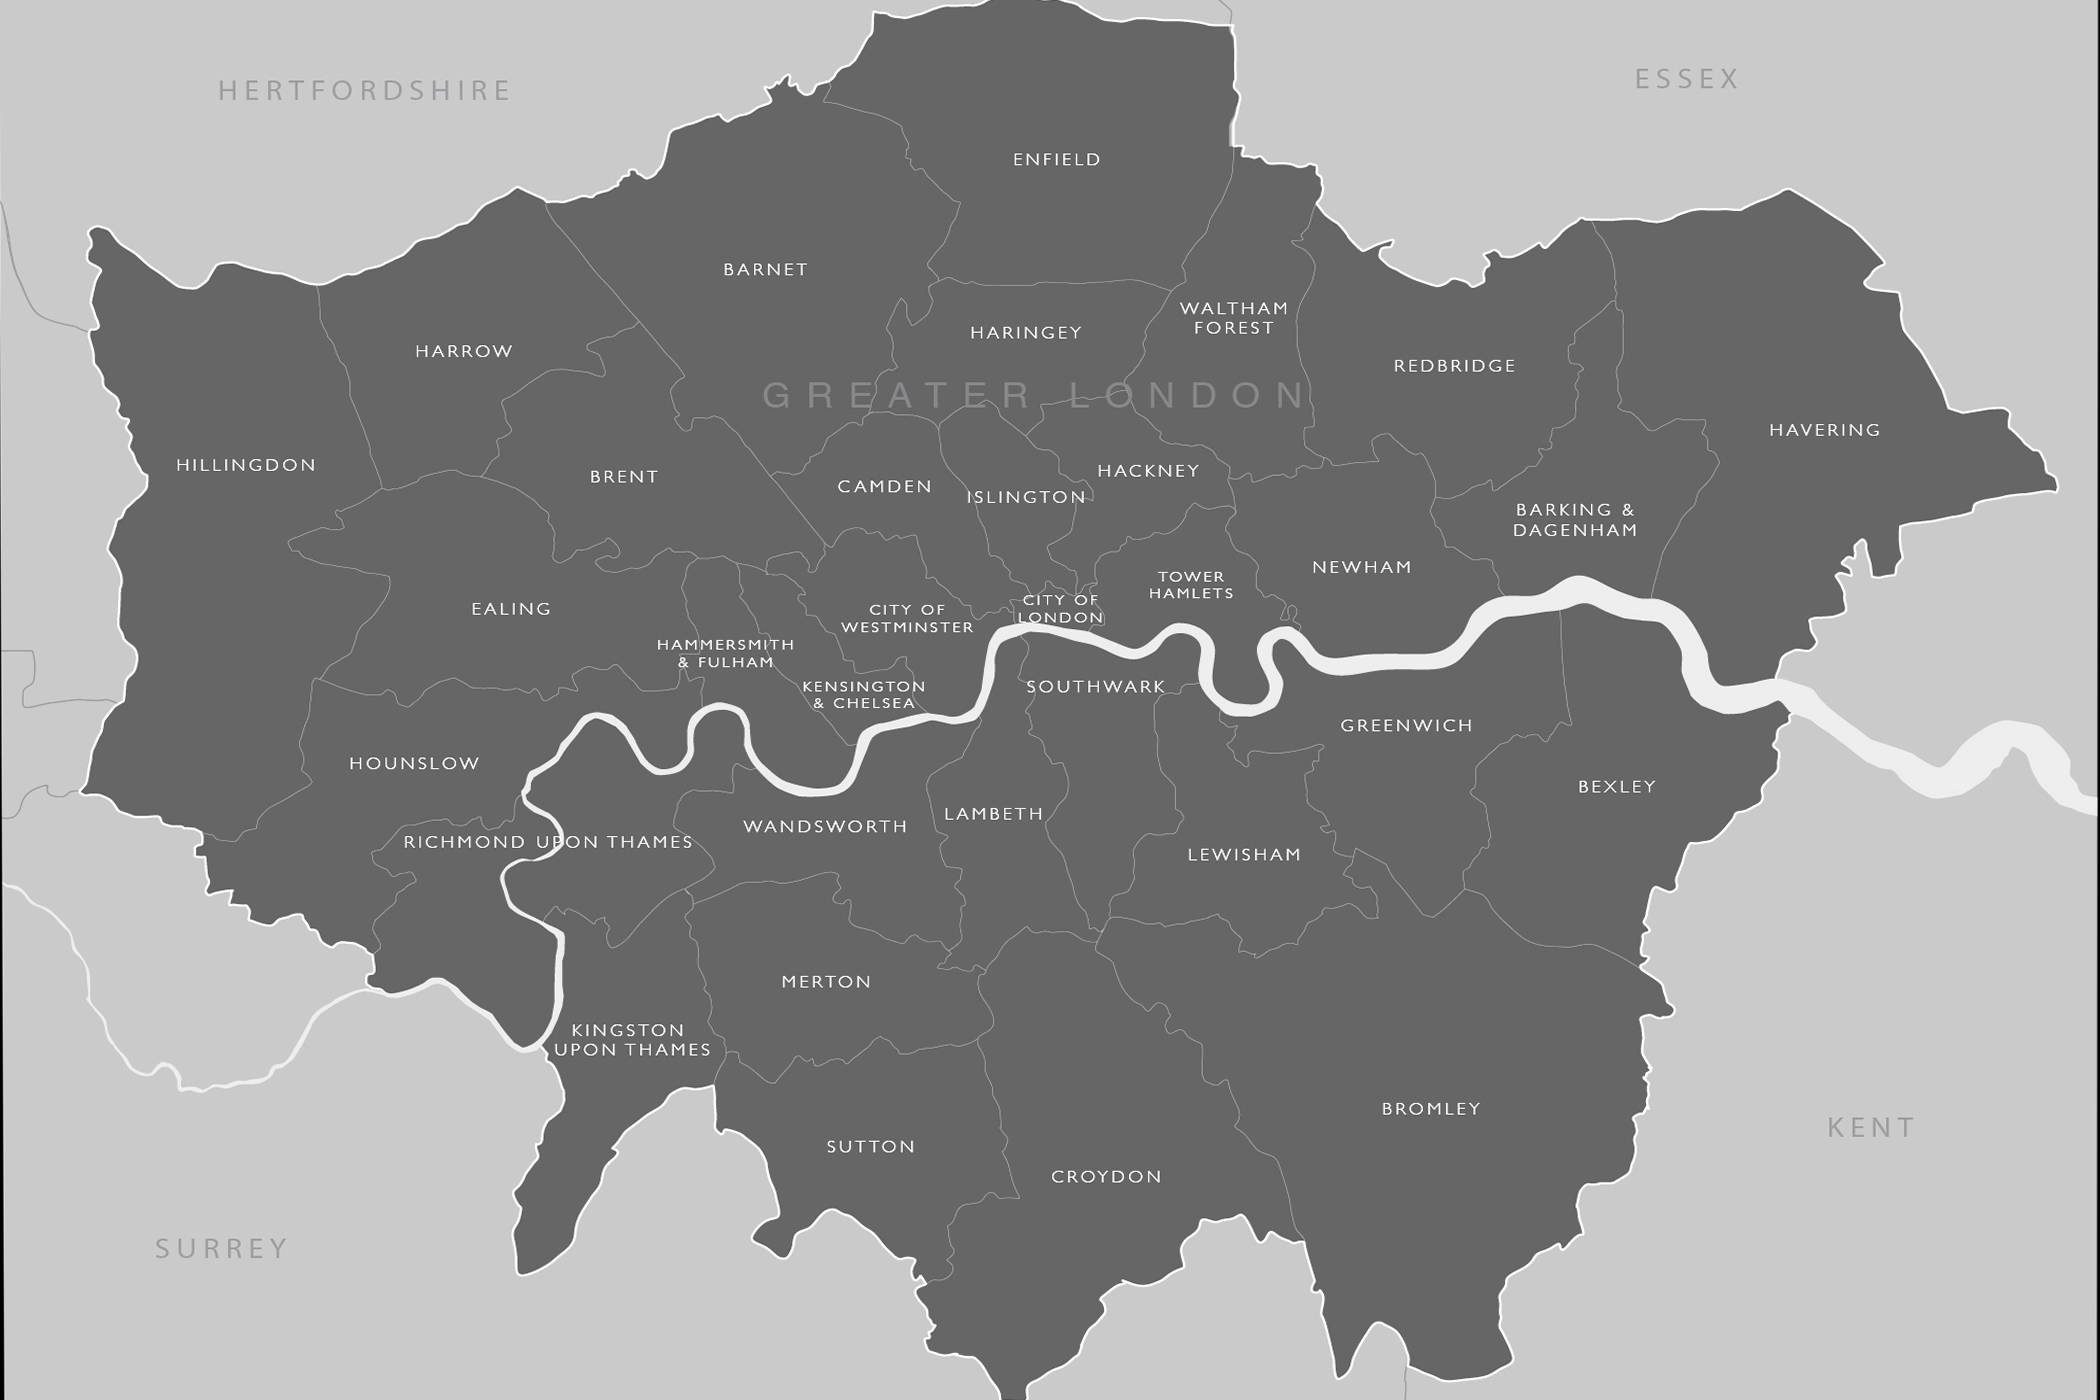 HERTFORDSHIRE
ESSEX
ENFIELD
BARNET
WALTHAM
FOREST
HARINGEY
HARROW
REDBRIDGE
GREATER LONDON
HAVERING
HILLINGDON
BRENT
CAMDEN
ISLINGTON
HACKNEY
BARKING &
DAGENHAM
NEWHAM
TOWER
HAMLETS
EALING
CITY OF
WESTMINSTER
CITY OF
LONDON
HAMMERSMITH
& FULHAM
KENSINGTON
& CHELSEA
SOUTHWARK
GREENWICH
HOUNSLOW
BEXLEY
LAMBETH
WANDSWORTH
RICHMOND UPON THAMES
LEWISHAM
MERTON
KINGSTON
UPON THAMES
BROMLEY
KENT
SUTTON
CROYDON
SURREY